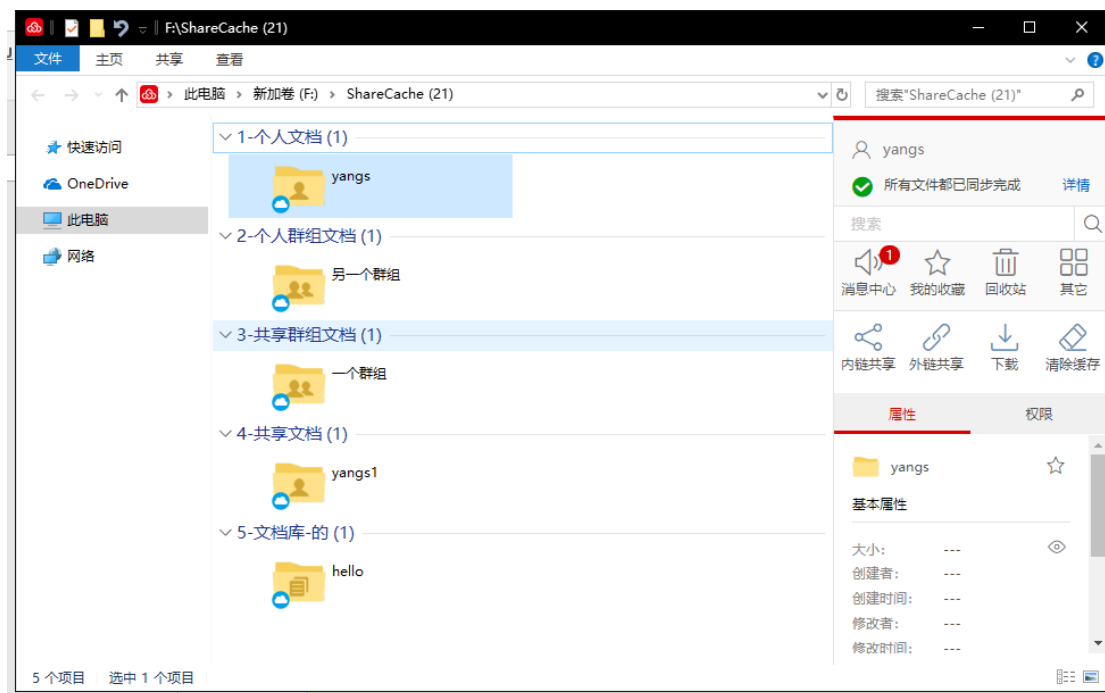 F:\ShareCache (21)
文件 主页 共享 查看
此电脑 › 新加卷 (F:) › ShareCache (21)
搜索"ShareCache (21)"
快速访问
OneDrive
此电脑
网络
1-个人文档 (1)
yangs
2-个人群组文档 (1)
另一个群组
3-共享群组文档 (1)
一个群组
4-共享文档 (1)
yangs1
5-文档库-的 (1)
hello
yangs
所有文件都已同步完成 详情
搜索
1
消息中心 我的收藏 回收站 其它
内链共享 外链共享 下载 清除缓存
属性 权限
yangs
基本属性
大小: ---
创建者: ---
创建时间: ---
修改者: ---
修改时间: ---
5 个项目 选中 1 个项目